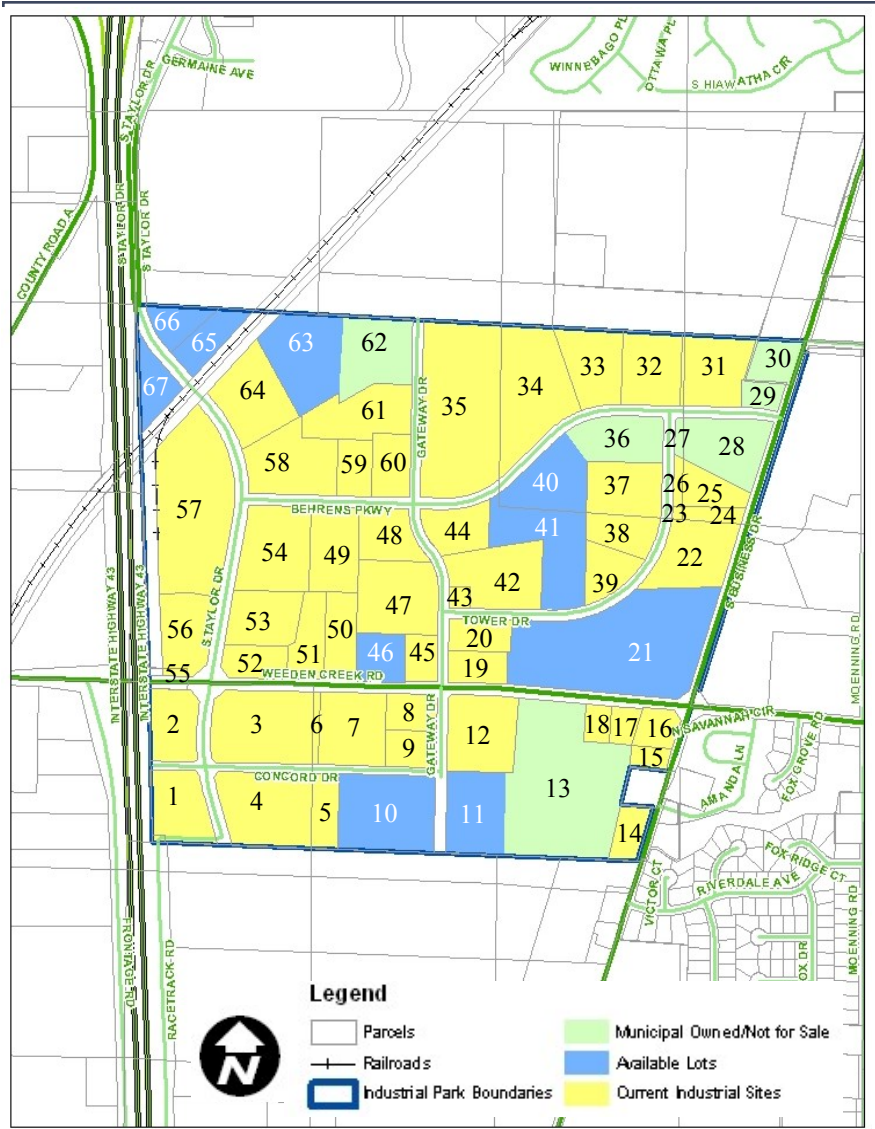 GERMAINE AVE
WINNEBAGO PL
OTTAWA PL
S HIAWATHA CIR
S TAYLOR DR
S TAYLOR DR
S TAYLOR DR
COUNTY ROAD A
66
65
67
63
62
64
61
35
34
33
32
31
30
29
GATEWAY DR
36
27
28
58
59
60
40
37
26
25
57
BEHRENS PKWY
23
24
54
49
48
44
41
38
22
S BUSINESS DR
INTERSTATE HIGHWAY 43
INTERSTATE HIGHWAY 43
S TAYLOR DR
42
39
43
47
56
53
50
TOWER DR
20
21
55
52
51
46
45
19
WEEDEN CREEK RD
MOENNING RD
2
3
6
7
8
9
GATEWAY DR
12
18
17
16
15
N SAVANNAH CIR
AMANDA LN
FOX GROVE RD
CONCORD DR
13
1
4
5
10
11
14
VICTOR CT
RIVERDALE AVE
FOX RIDGE CT
MOENNING RD
OX DR
FRONTAGE RD
RACETRACK RD
N
Legend
Parcels
Railroads
Industrial Park Boundaries
Municipal Owned/Not for Sale
Available Lots
Current Industrial Sites